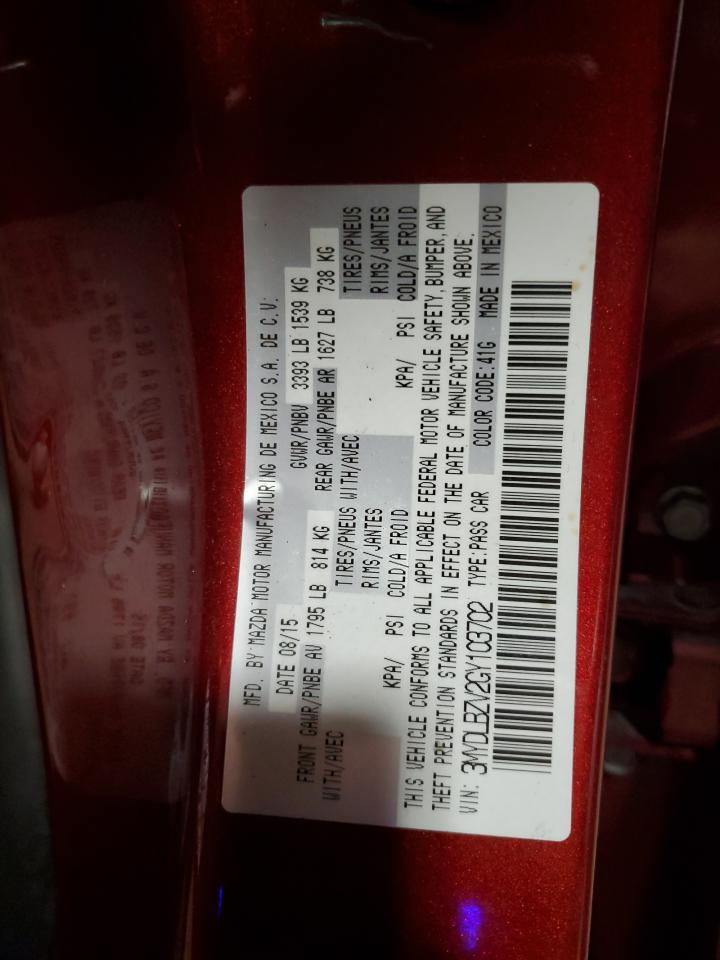 MFD. BY MAZDA MOTOR MANUFACTURING DE MEXICO S.A. DE C.V.
DATE 08/15 GVWR/PNBV 3393 LB 1539 KG
FRONT GAWR/PNBE AV 1795 LB 814 KG REAR GAWR/PNBE AR 1627 LB 738 KG
WITH/AVEC TIRES/PNEUS WITH/AVEC TIRES/PNEUS
RIMS/JANTES RIMS/JANTES
KPA/ PSI COLD/A FROID KPA/ PSI COLD/A FROID
THIS VEHICLE CONFORMS TO ALL APPLICABLE FEDERAL MOTOR VEHICLE SAFETY, BUMPER, AND
THEFT PREVENTION STANDARDS IN EFFECT ON THE DATE OF MANUFACTURE SHOWN ABOVE.
VIN: 3MYDLBZV2GY103702 TYPE:PASS CAR COLOR CODE:41G MADE IN MEXICO